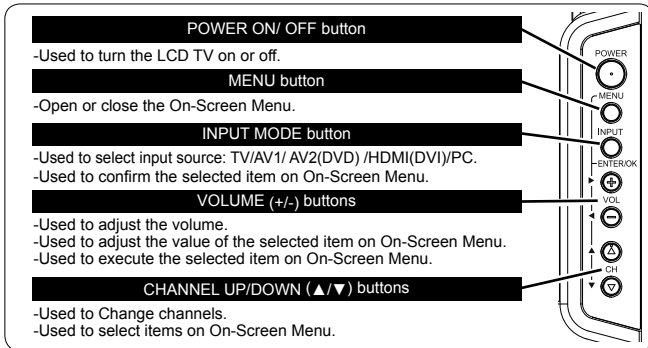 POWER ON/ OFF button
-Used to turn the LCD TV on or off.
MENU button
-Open or close the On-Screen Menu.
INPUT MODE button
-Used to select input source: TV/AV1/ AV2(DVD) /HDMI(DVI)/PC.
-Used to confirm the selected item on On-Screen Menu.
VOLUME (+/-) buttons
-Used to adjust the volume.
-Used to adjust the value of the selected item on On-Screen Menu.
-Used to execute the selected item on On-Screen Menu.
CHANNEL UP/DOWN (▲/▼) buttons
-Used to Change channels.
-Used to select items on On-Screen Menu.
POWER
MENU
INPUT
ENTER/OK
VOL
CH